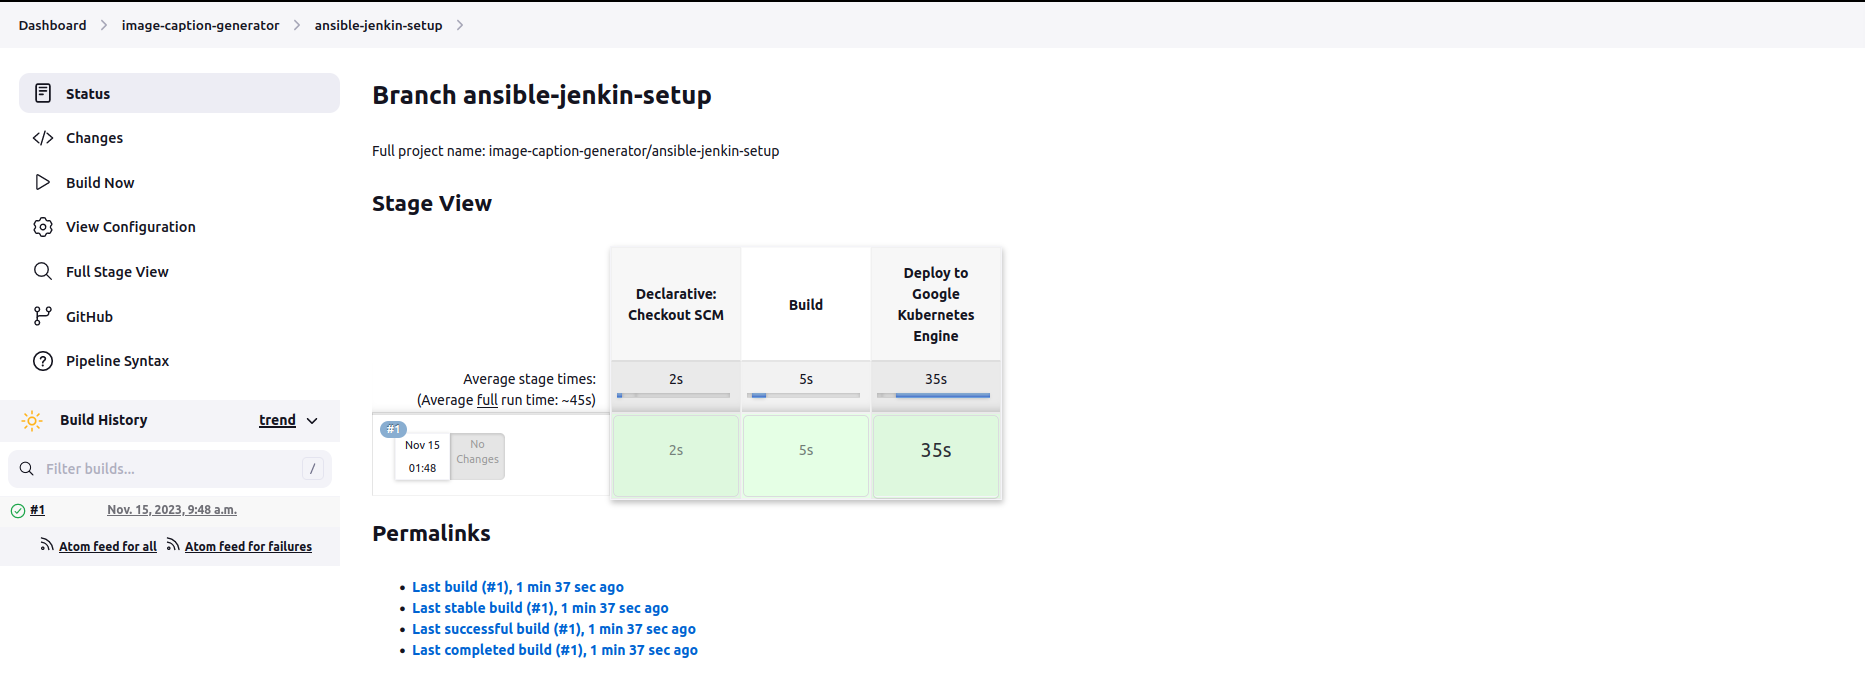 Dashboard > image-caption-generator > ansible-jenkin-setup >
Status
Changes
Build Now
View Configuration
Full Stage View
GitHub
Pipeline Syntax
Build History trend
Filter builds... /
#1 Nov. 15, 2023, 9:48 a.m.
Atom feed for all Atom feed for failures
Branch ansible-jenkin-setup
Full project name: image-caption-generator/ansible-jenkin-setup
Stage View
Declarative:
Checkout SCM
Build
Deploy to
Google
Kubernetes
Engine
Average stage times:
(Average full run time: ~45s)
2s 5s 35s
#1
Nov 15
01:48
No
Changes
2s 5s 35s
Permalinks
• Last build (#1), 1 min 37 sec ago
• Last stable build (#1), 1 min 37 sec ago
• Last successful build (#1), 1 min 37 sec ago
• Last completed build (#1), 1 min 37 sec ago